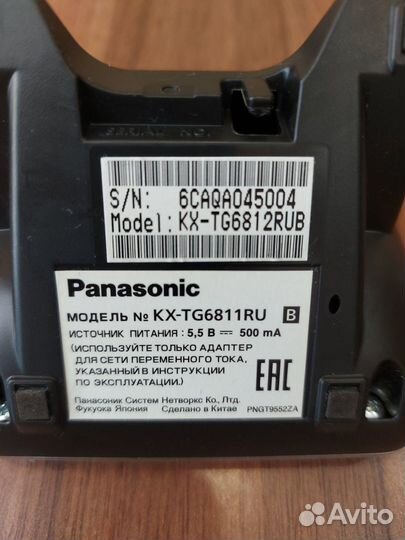 SERIAL NO.
S/N: 6CAQA045004
Model: KX-TG6812RUB
Panasonic
МОДЕЛЬ № KX-TG6811RU B
ИСТОЧНИК ПИТАНИЯ : 5,5 В 500 mA
(ИСПОЛЬЗУЙТЕ ТОЛЬКО АДАПТЕР
ДЛЯ СЕТИ ПЕРЕМЕННОГО ТОКА,
УКАЗАННЫЙ В ИНСТРУКЦИИ
ПО ЭКСПЛУАТАЦИИ.)
EAC
Панасоник Систем Нетворкс Ко., Лтд.
Фукуока Япония Сделано в Китае PNGT9552ZA
Avito